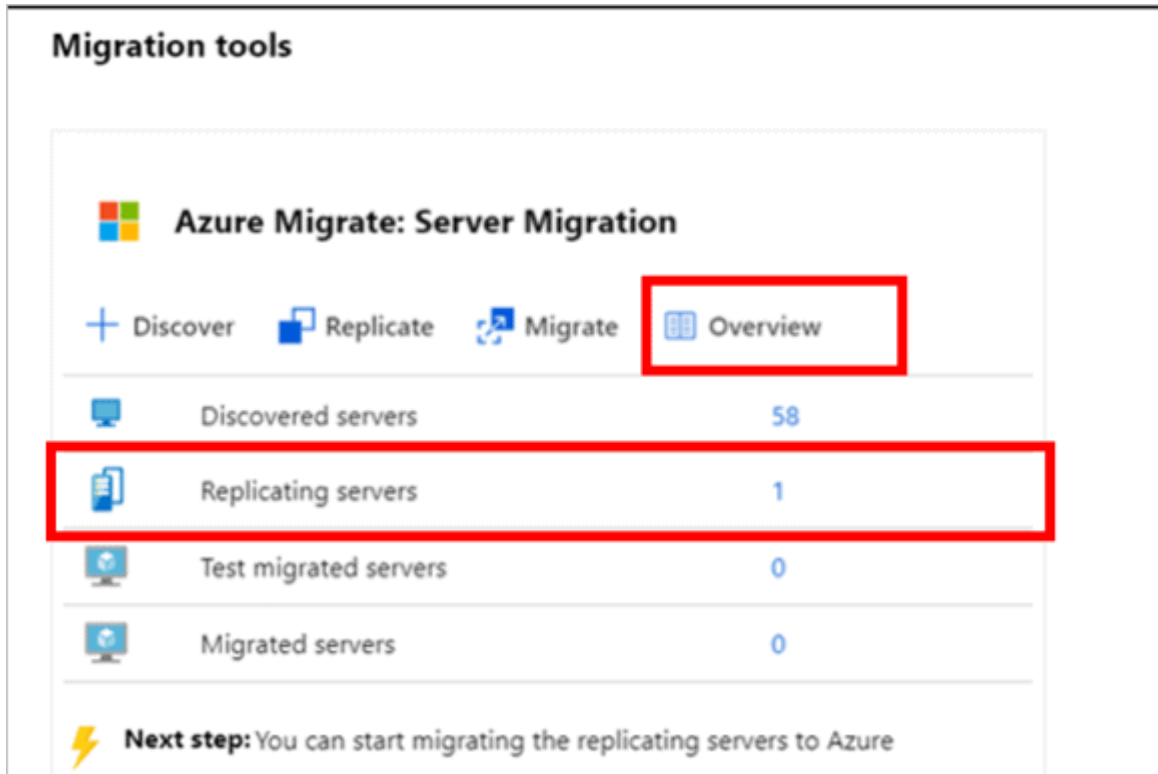 Migration tools
Azure Migrate: Server Migration
Discover Replicate Migrate Overview
Discovered servers 58
Replicating servers 1
Test migrated servers 0
Migrated servers 0
Next step: You can start migrating the replicating servers to Azure